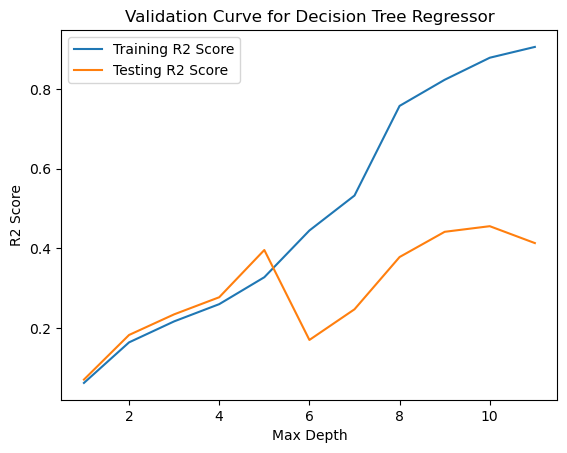 Validation Curve for Decision Tree Regressor
Training R2 Score
Testing R2 Score
R2 Score
0.8
0.6
0.4
0.2
2 4 6 8 10
Max Depth